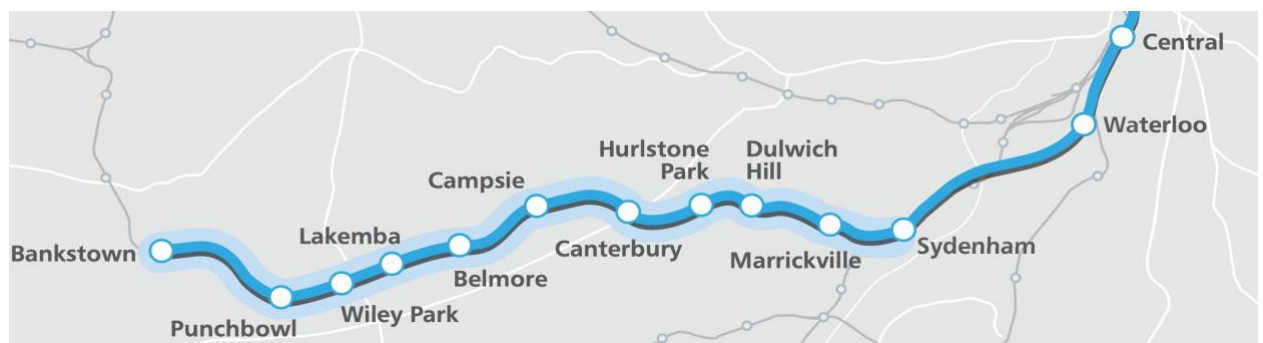 Central
Waterloo
Hurlstone
Park
Dulwich
Hill
Campsie
Lakemba
Bankstown
Canterbury
Sydenham
Marrickville
Belmore
Wiley Park
Punchbowl